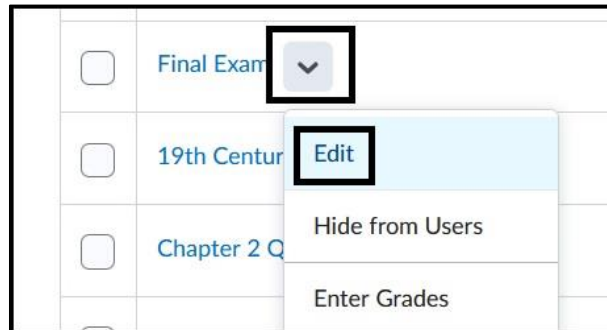 Final Exam
19th Centur
Edit
Hide from Users
Chapter 2 Q
Enter Grades